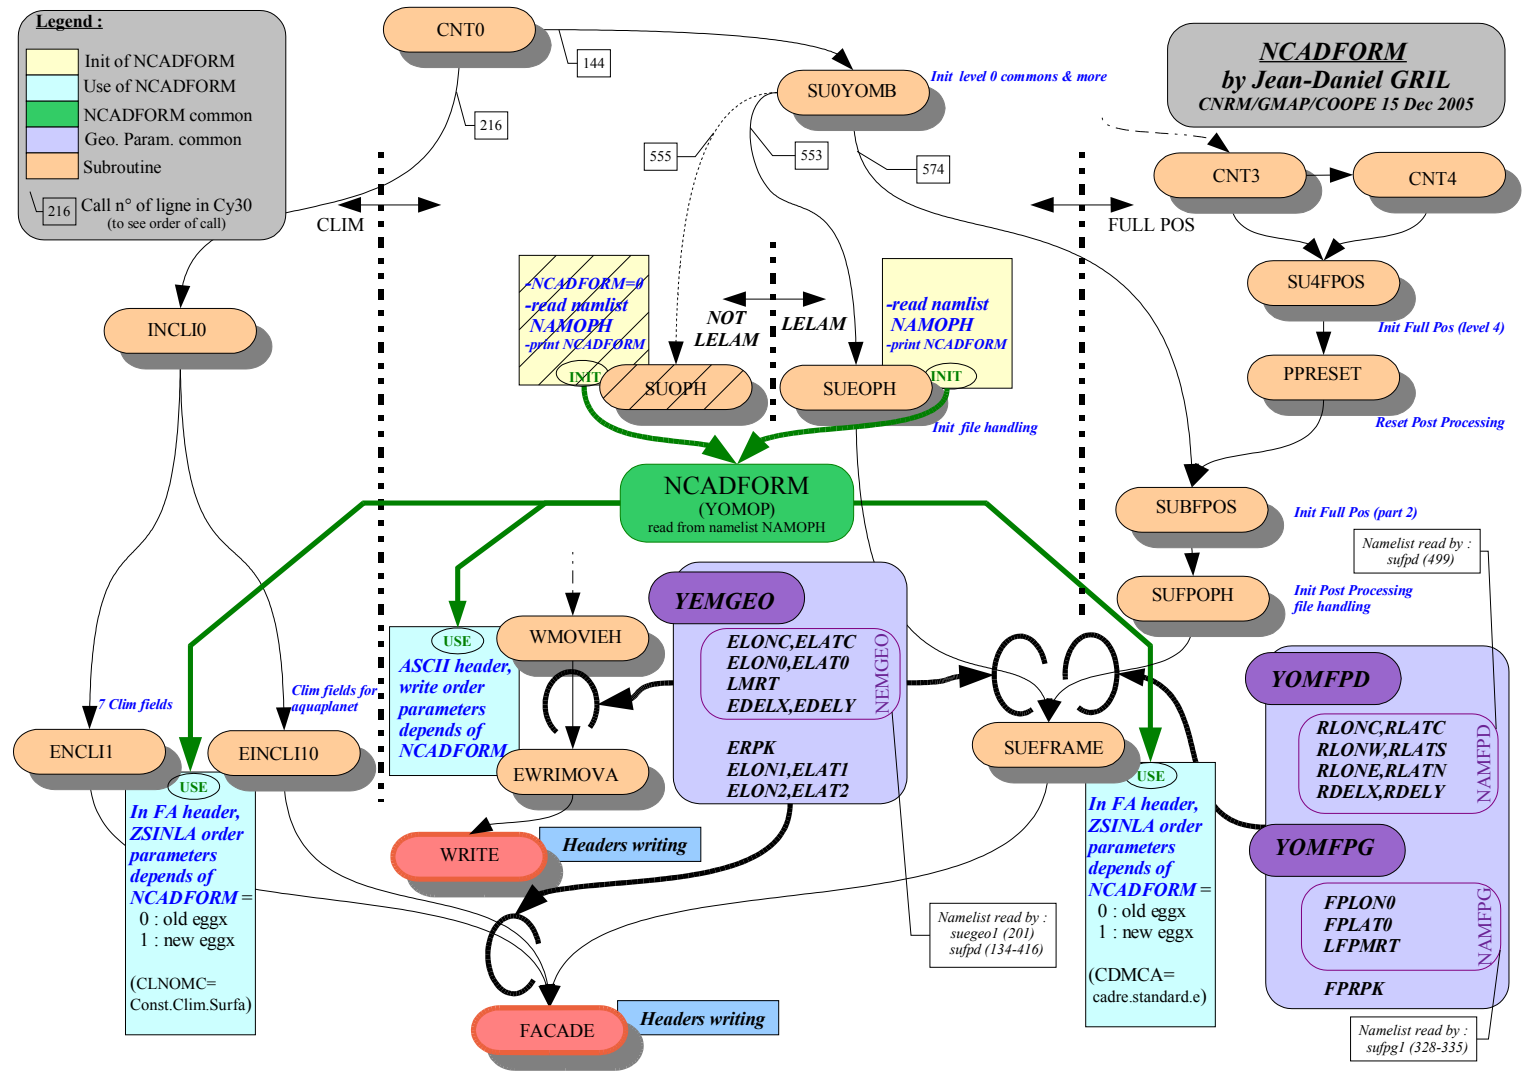 Legend :
Init of NCADFORM
Use of NCADFORM
NCADFORM common
Geo. Param. common
Subroutine
216
Call n° of ligne in Cy30
(to see order of call)
CNT0
144
216
SU0YOMB
Init level 0 commons & more
NCADFORM
by Jean-Daniel GRIL
CNRM/GMAP/COOPE 15 Dec 2005
555
553
574
CNT3
CNT4
CLIM
FULL POS
SU4FPOS
Init Full Pos (level 4)
INCLI0
-NCADFORM=0
-read namlist
NAMOPH
-print NCADFORM
INIT
SUOPH
NOT
LELAM
LELAM
-read namlist
NAMOPH
-print NCADFORM
INIT
SUEOPH
Init file handling
PPRESET
Reset Post Processing
NCADFORM
(YOMOP)
read from namelist NAMOPH
SUBFPOS
Init Full Pos (part 2)
Namelist read by :
sufpd (499)
SUFPOPH
Init Post Processing
file handling
USE
ASCII header,
write order
parameters
depends of
NCADFORM
WMOVIEH
EWRIMOVA
YEMGEO
ELONC,ELATC
ELON0,ELAT0
LMRT
EDELX,EDELY
NEMGEO
ERPK
ELON1,ELAT1
ELON2,ELAT2
YOMFPD
RLONC,RLATC
RLONW,RLATS
RLONE,RLATN
RDELX,RDELY
NAMFPD
7 Clim fields
Clim fields for
aquaplanet
ENCLI1
EINCLI10
SUEFRAME
USE
In FA header,
ZSINLA order
parameters
depends of
NCADFORM =
0 : old eggx
1 : new eggx
(CLNOMC=
Const.Clim.Surfa)
WRITE
Headers writing
USE
In FA header,
ZSINLA order
parameters
depends of
NCADFORM =
0 : old eggx
1 : new eggx
(CDMCA=
cadre.standard.e)
YOMFPG
FPLON0
FPLAT0
LFPMRT
NAMFPG
FPRPK
Namelist read by :
suegeo1 (201)
sufpd (134-416)
FACADE
Headers writing
Namelist read by :
sufpg1 (328-335)